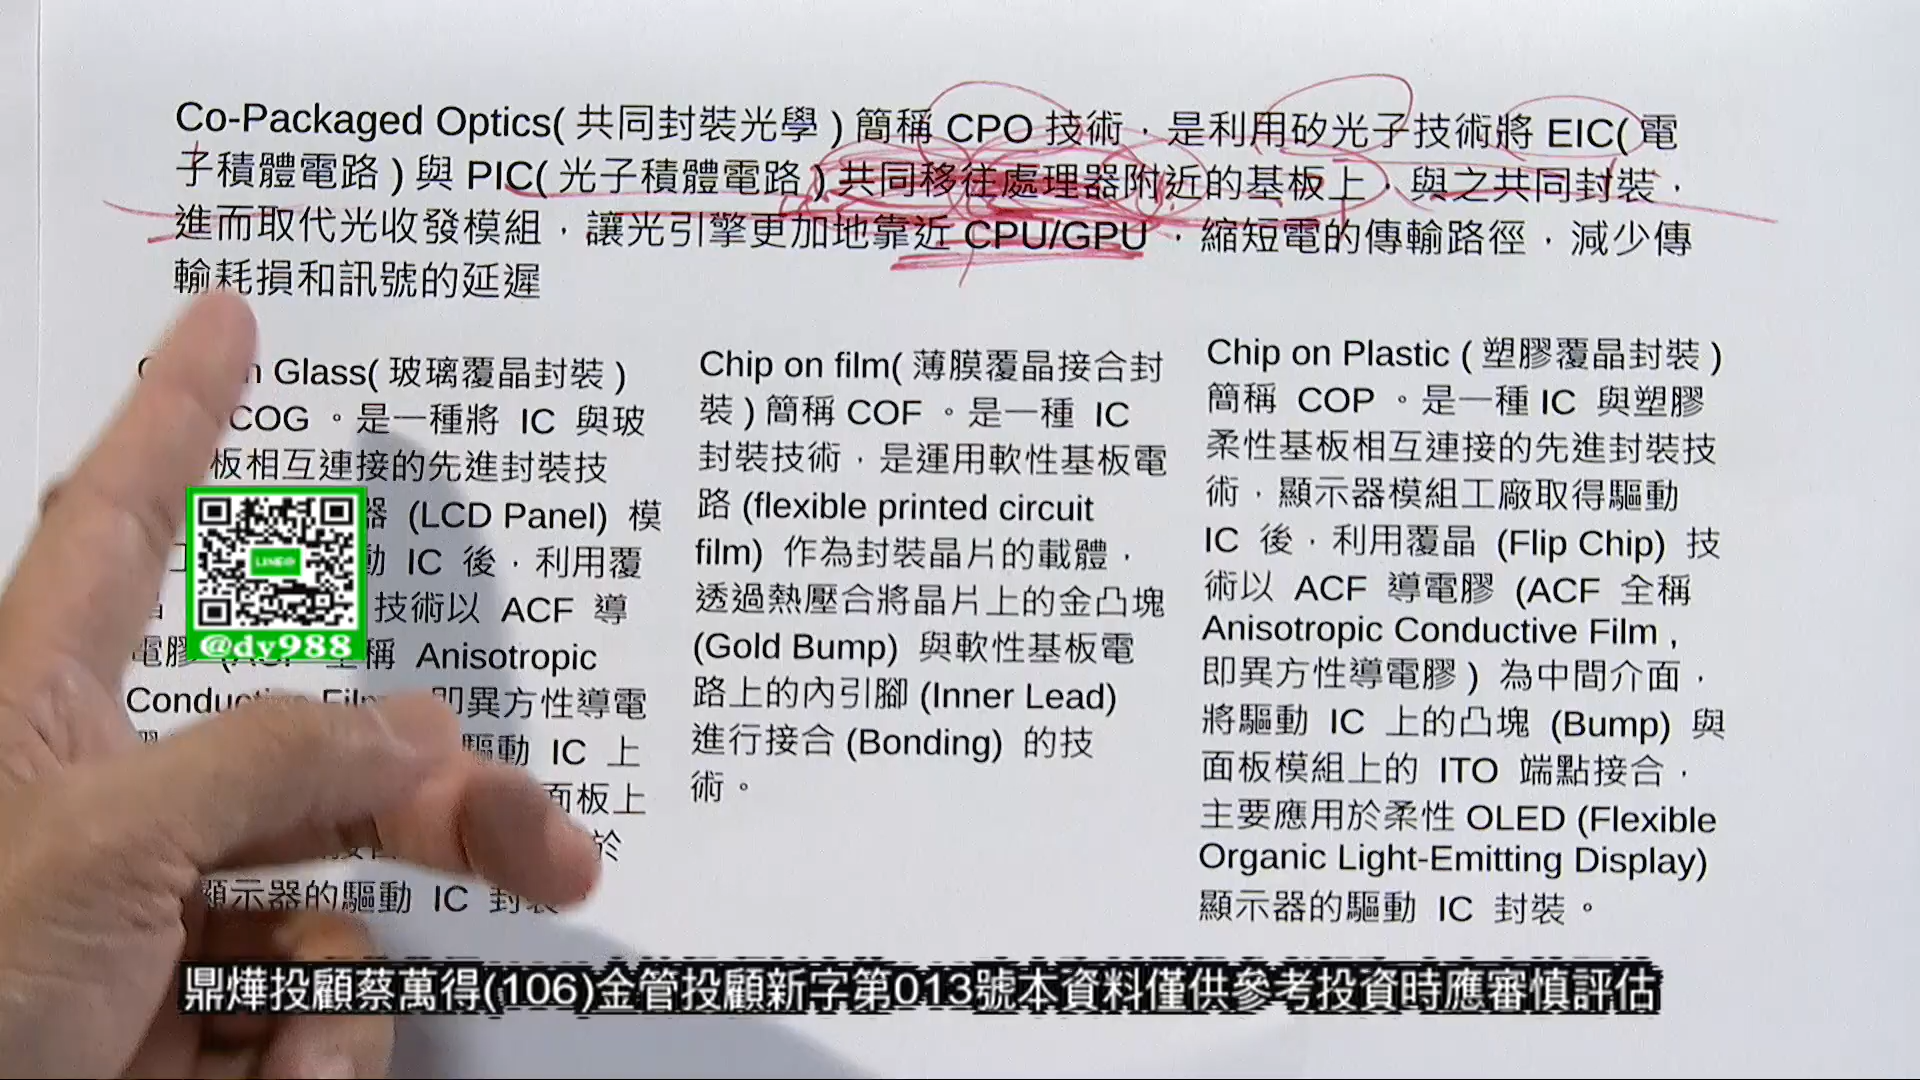 Co-Packaged Optics( 共同封裝光學 ) 簡稱 CPO 技術，是利用矽光子技術將 EIC( 電
子積體電路 ) 與 PIC( 光子積體電路 ) 共同移往處理器附近的基板上，與之共同封裝，
進而取代光收發模組，讓光引擎更加地靠近 CPU/GPU ，縮短電的傳輸路徑，減少傳
輸耗損和訊號的延遲
Glass( 玻璃覆晶封裝 )
COG 。是一種將 IC 與玻
板相互連接的先進封裝技
器 (LCD Panel) 模
動 IC 後，利用覆
技術以 ACF 導
電膠 稱 Anisotropic
Conductive Film 即異方性導電
驅動 IC 上
面板上
於
顯示器的驅動 IC 封裝。
Chip on film( 薄膜覆晶接合封
裝 ) 簡稱 COF 。是一種 IC
封裝技術，是運用軟性基板電
路 (flexible printed circuit
film) 作為封裝晶片的載體，
透過熱壓合將晶片上的金凸塊
(Gold Bump) 與軟性基板電
路上的內引腳 (Inner Lead)
進行接合 (Bonding) 的技
術。
Chip on Plastic ( 塑膠覆晶封裝 )
簡稱 COP 。是一種 IC 與塑膠
柔性基板相互連接的先進封裝技
術，顯示器模組工廠取得驅動
IC 後，利用覆晶 (Flip Chip) 技
術以 ACF 導電膠 (ACF 全稱
Anisotropic Conductive Film ,
即異方性導電膠 ) 為中間介面，
將驅動 IC 上的凸塊 (Bump) 與
面板模組上的 ITO 端點接合，
主要應用於柔性 OLED (Flexible
Organic Light-Emitting Display)
顯示器的驅動 IC 封裝。
LINE@
@dy988
鼎燁投顧蔡萬得(106)金管投顧新字第013號本資料僅供參考投資時應審慎評估